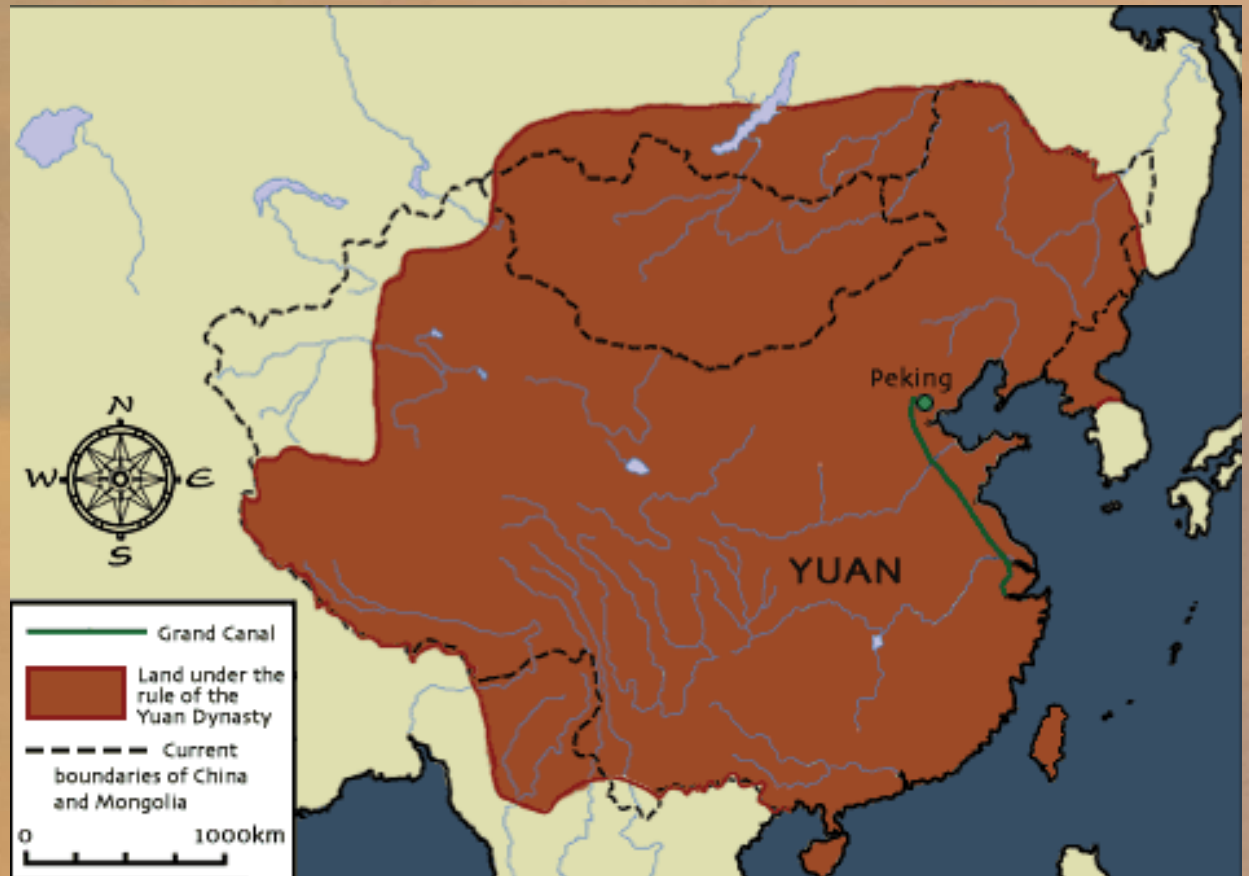 Peking
N
W E
S
YUAN
Grand Canal
Land under the
rule of the
Yuan Dynasty
Current
boundaries of China
and Mongolia
0 1000km